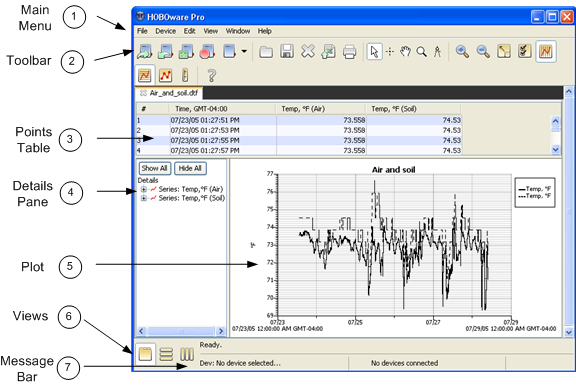 HOBOware Pro
Main Menu
1
File Device Edit View Window Help
Toolbar
2
Air_and_soil.dtf
# Time, GMT-04:00 Temp, °F (Air) Temp, °F (Soil)
1 07/23/05 01:27:51 PM 73.558 74.53
2 07/23/05 01:27:53 PM 73.558 74.53
3 07/23/05 01:27:55 PM 73.558 74.53
4 07/23/05 01:27:57 PM 73.558 74.53
Points Table
3
Show All Hide All
Details
Series: Temp,°F (Air)
Series: Temp,°F (Soil)
Details Pane
4
Air and soil
77
76
75
74
73
72
71
70
69
°F
Temp. °F
Temp. °F
07/23 07/25 07/27 07/29
07/23/05 12:00:00 AM GMT-04:00 07/29/05 12:00:00 AM GMT-04:00
Plot
5
Views
6
Ready.
Message Bar
7
Dev: No device selected... No devices connected